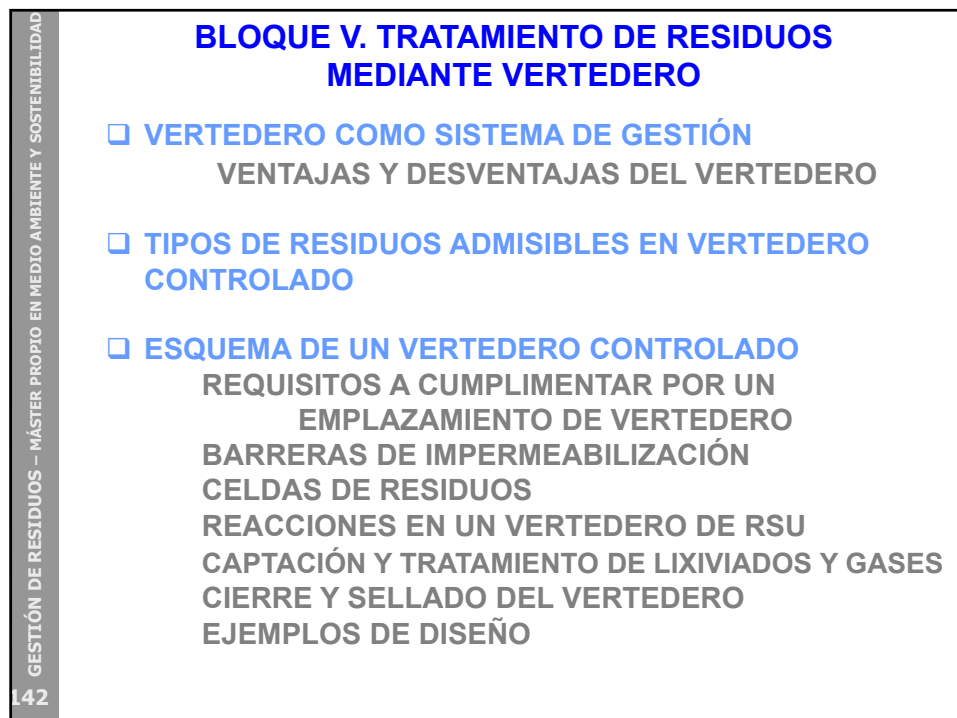 BLOQUE V. TRATAMIENTO DE RESIDUOS
MEDIANTE VERTEDERO
❑ VERTEDERO COMO SISTEMA DE GESTIÓN
VENTAJAS Y DESVENTAJAS DEL VERTEDERO
❑ TIPOS DE RESIDUOS ADMISIBLES EN VERTEDERO
CONTROLADO
❑ ESQUEMA DE UN VERTEDERO CONTROLADO
REQUISITOS A CUMPLIMENTAR POR UN
EMPLAZAMIENTO DE VERTEDERO
BARRERAS DE IMPERMEABILIZACIÓN
CELDAS DE RESIDUOS
REACCIONES EN UN VERTEDERO DE RSU
CAPTACIÓN Y TRATAMIENTO DE LIXIVIADOS Y GASES
CIERRE Y SELLADO DEL VERTEDERO
EJEMPLOS DE DISEÑO
GESTIÓN DE RESIDUOS – MÁSTER PROPIO EN MEDIO AMBIENTE Y SOSTENIBILIDAD
142